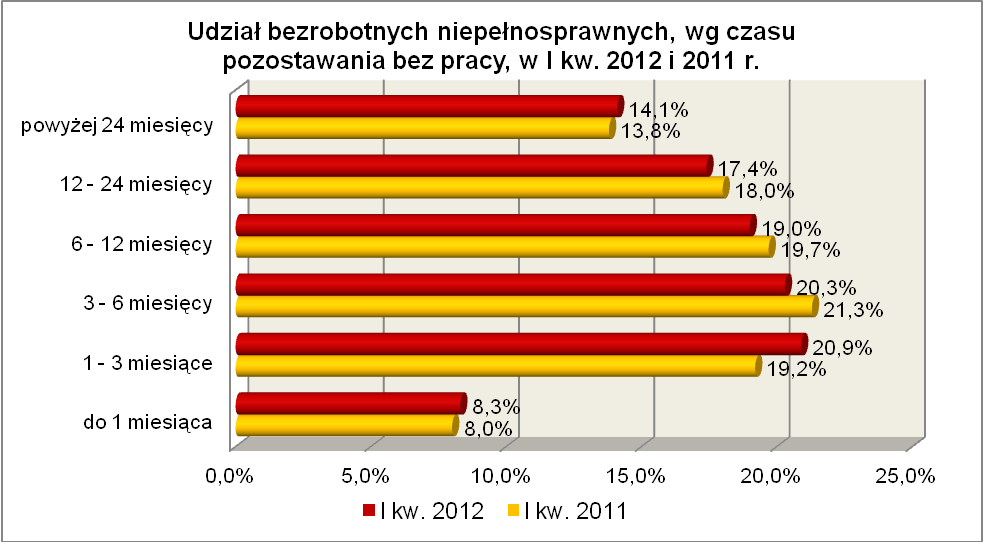 Udział bezrobotnych niepełnosprawnych, wg czasu
pozostawania bez pracy, w I kw. 2012 i 2011 r.
powyżej 24 miesięcy
14,1%
13,8%
12 - 24 miesięcy
17,4%
18,0%
6 - 12 miesięcy
19,0%
19,7%
3 - 6 miesięcy
20,3%
21,3%
1 - 3 miesiące
20,9%
19,2%
do 1 miesiąca
8,3%
8,0%
0,0% 5,0% 10,0% 15,0% 20,0% 25,0%
I kw. 2012 I kw. 2011